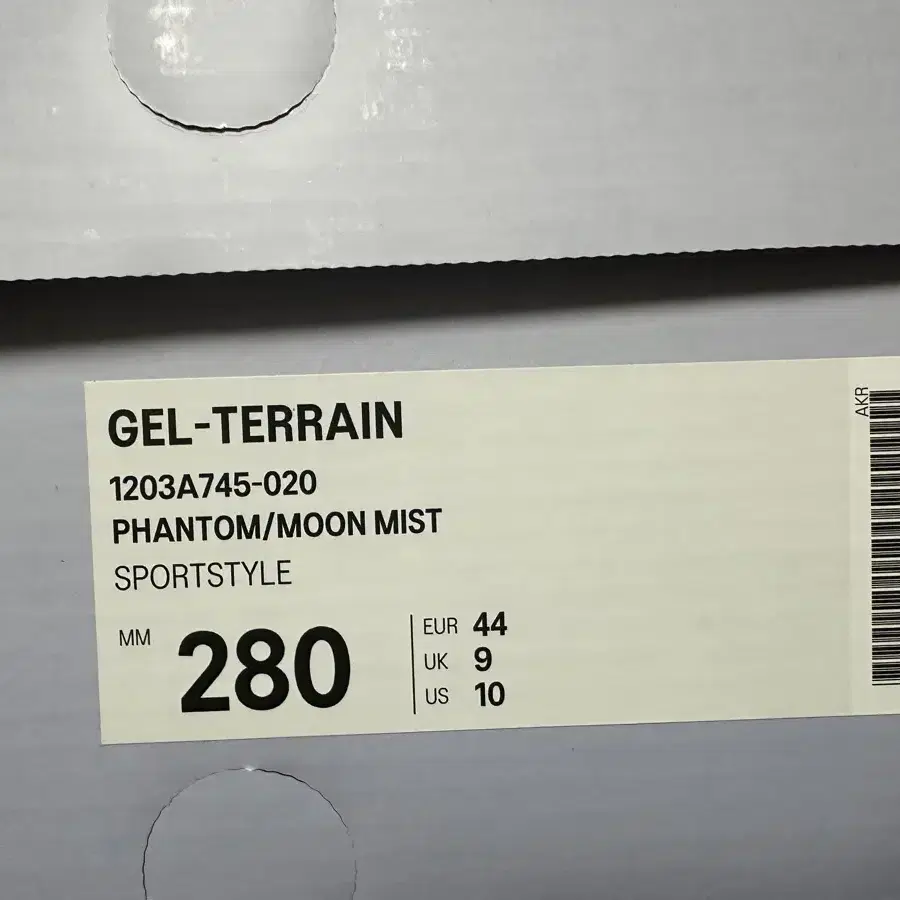 GEL-TERRAIN
1203A745-020
PHANTOM/MOON MIST
SPORTSTYLE
MM 280
EUR 44
UK 9
US 10
AKR